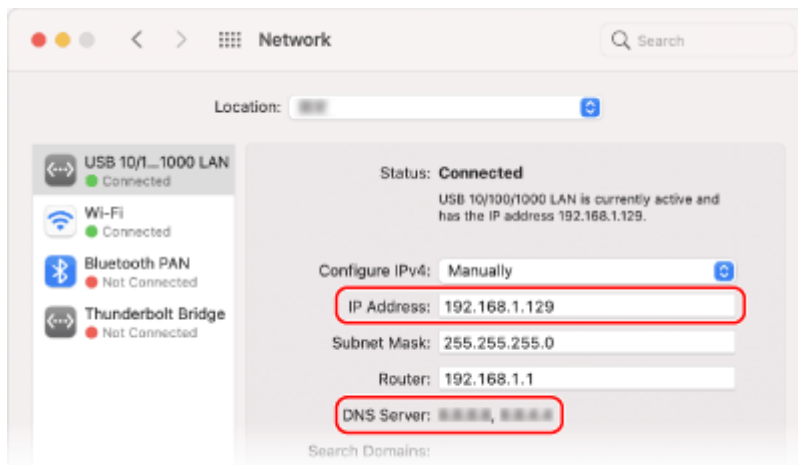 Network
Search
Location:
USB 10/1...1000 LAN
Connected
Wi-Fi
Connected
Bluetooth PAN
Not Connected
Thunderbolt Bridge
Not Connected
Status: Connected
USB 10/100/1000 LAN is currently active and
has the IP address 192.168.1.129.
Configure IPv4: Manually
IP Address: 192.168.1.129
Subnet Mask: 255.255.255.0
Router: 192.168.1.1
DNS Server:
Search Domains: